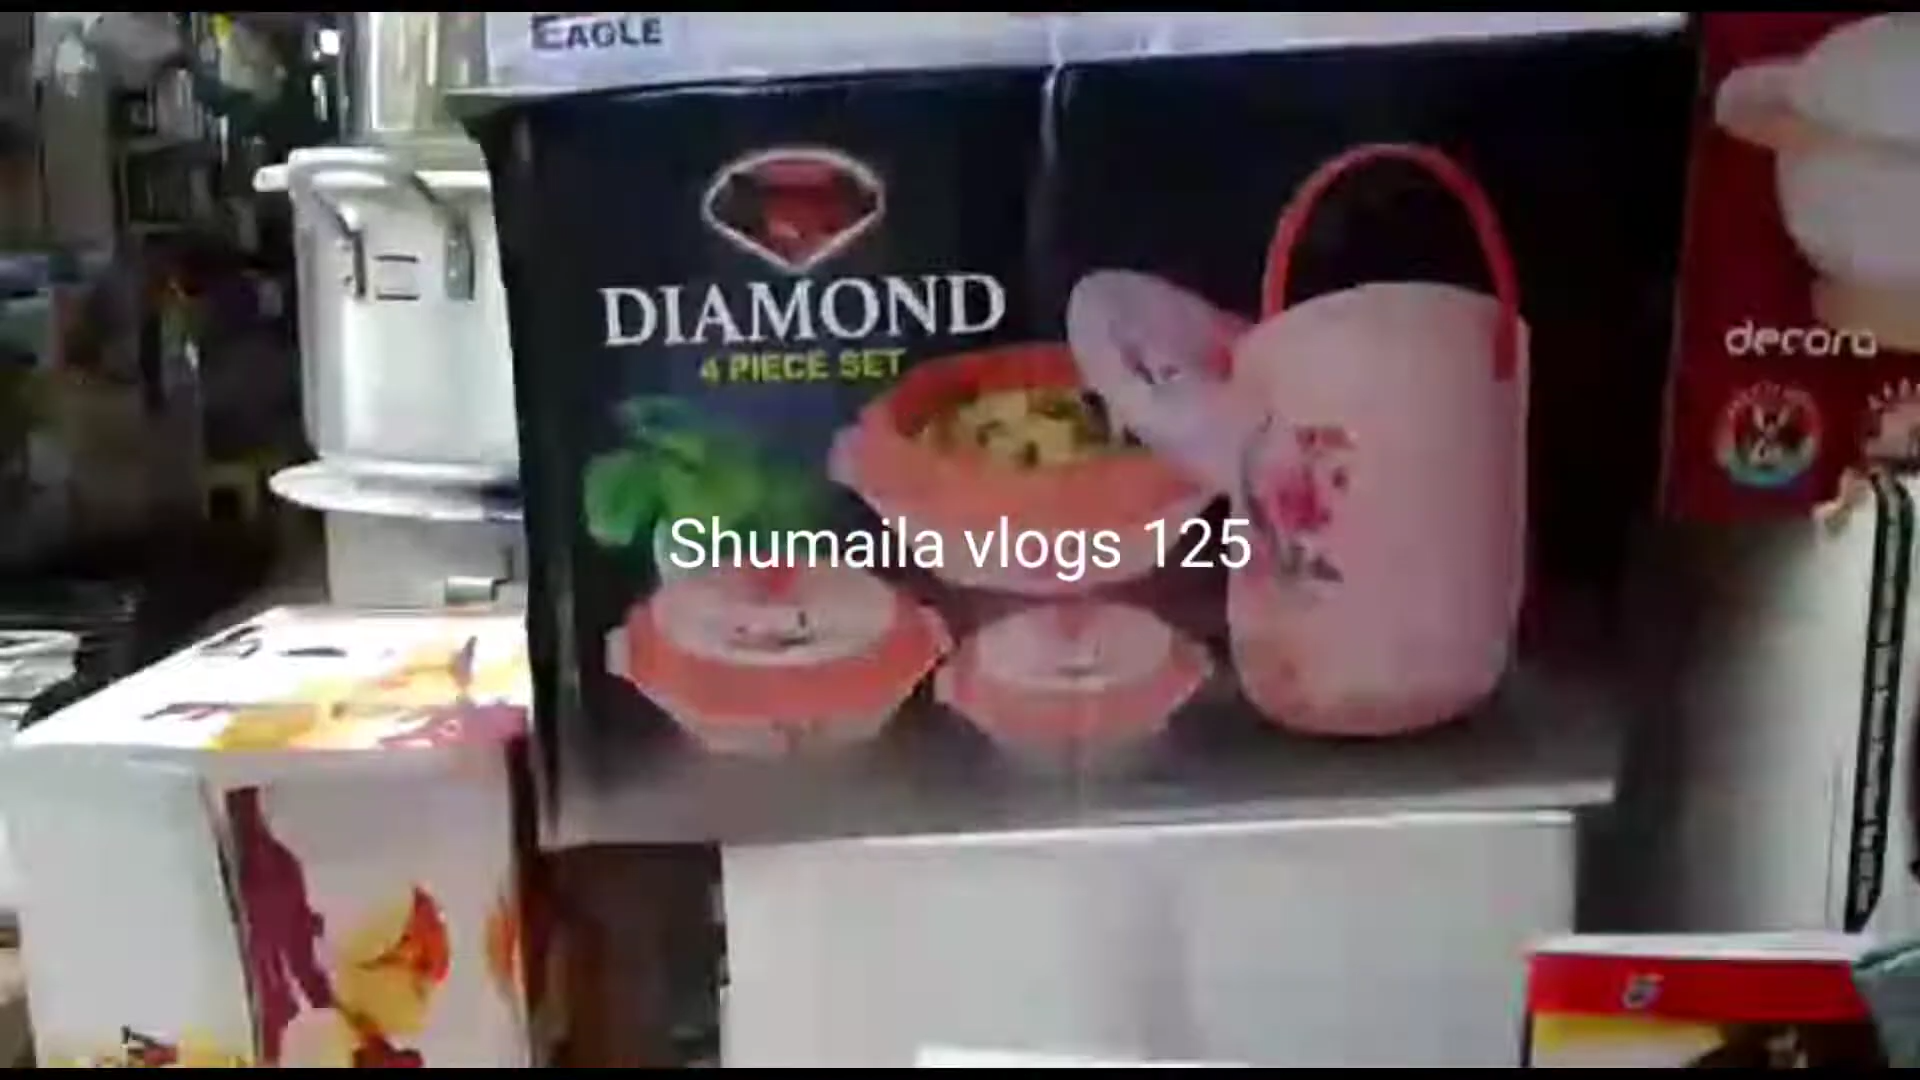 EAGLE
DIAMOND
4 PIECE SET
decora
Shumaila vlogs 125